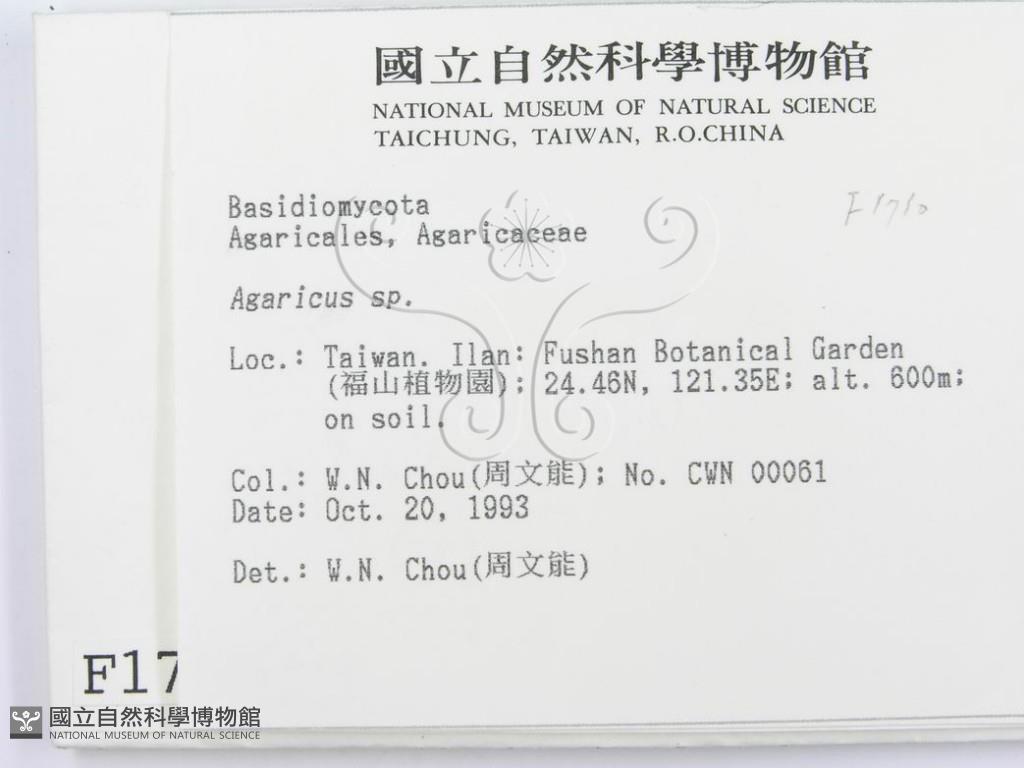 國立自然科學博物館
NATIONAL MUSEUM OF NATURAL SCIENCE
TAICHUNG, TAIWAN, R.O.CHINA
F1710
Basidiomycota
Agaricales, Agaricaceae
Agaricus sp.
Loc.: Taiwan. Ilan: Fushan Botanical Garden
(福山植物園); 24.46N, 121.35E; alt. 600m;
on soil.
Col.: W.N. Chou(周文能); No. CWN 00061
Date: Oct. 20, 1993
Det.: W.N. Chou(周文能)
F17
國立自然科學博物館
NATIONAL MUSEUM OF NATURAL SCIENCE